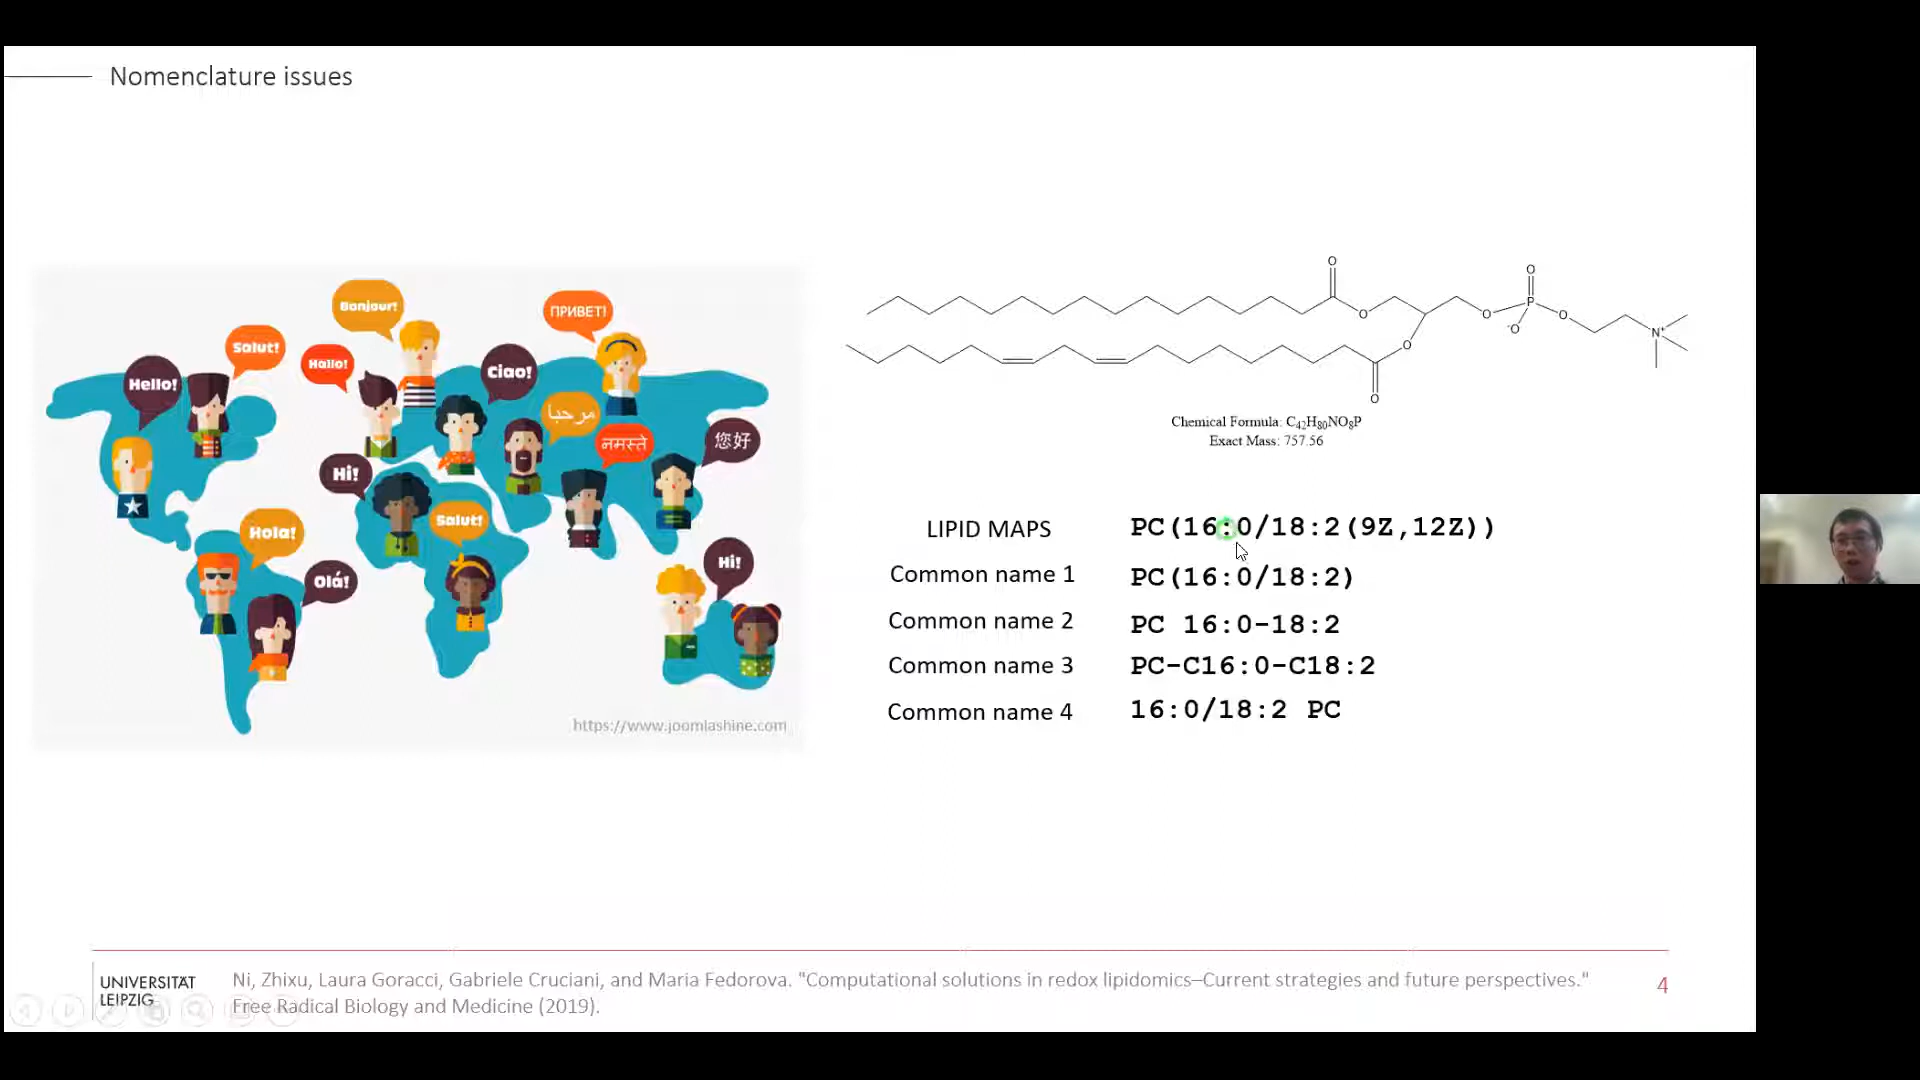 Nomenclature issues
Bonjour!
ПРИВЕТ!
Salut!
Hallo!
Ciao!
Hello!
مرحبا
नमस्ते
您好
Hi!
Salut!
Hola!
Hi!
Olá!
https://www.joomlashine.com
O
O
O
O
P
O
-O
N+
O
O
Chemical Formula: C42H80NO8P
Exact Mass: 757.56
LIPID MAPS PC(16:0/18:2(9Z,12Z))
Common name 1 PC(16:0/18:2)
Common name 2 PC 16:0-18:2
Common name 3 PC-C16:0-C18:2
Common name 4 16:0/18:2 PC
UNIVERSITÄT
LEIPZIG
Ni, Zhixu, Laura Goracci, Gabriele Cruciani, and Maria Fedorova. "Computational solutions in redox lipidomics–Current strategies and future perspectives."
Free Radical Biology and Medicine (2019).
4